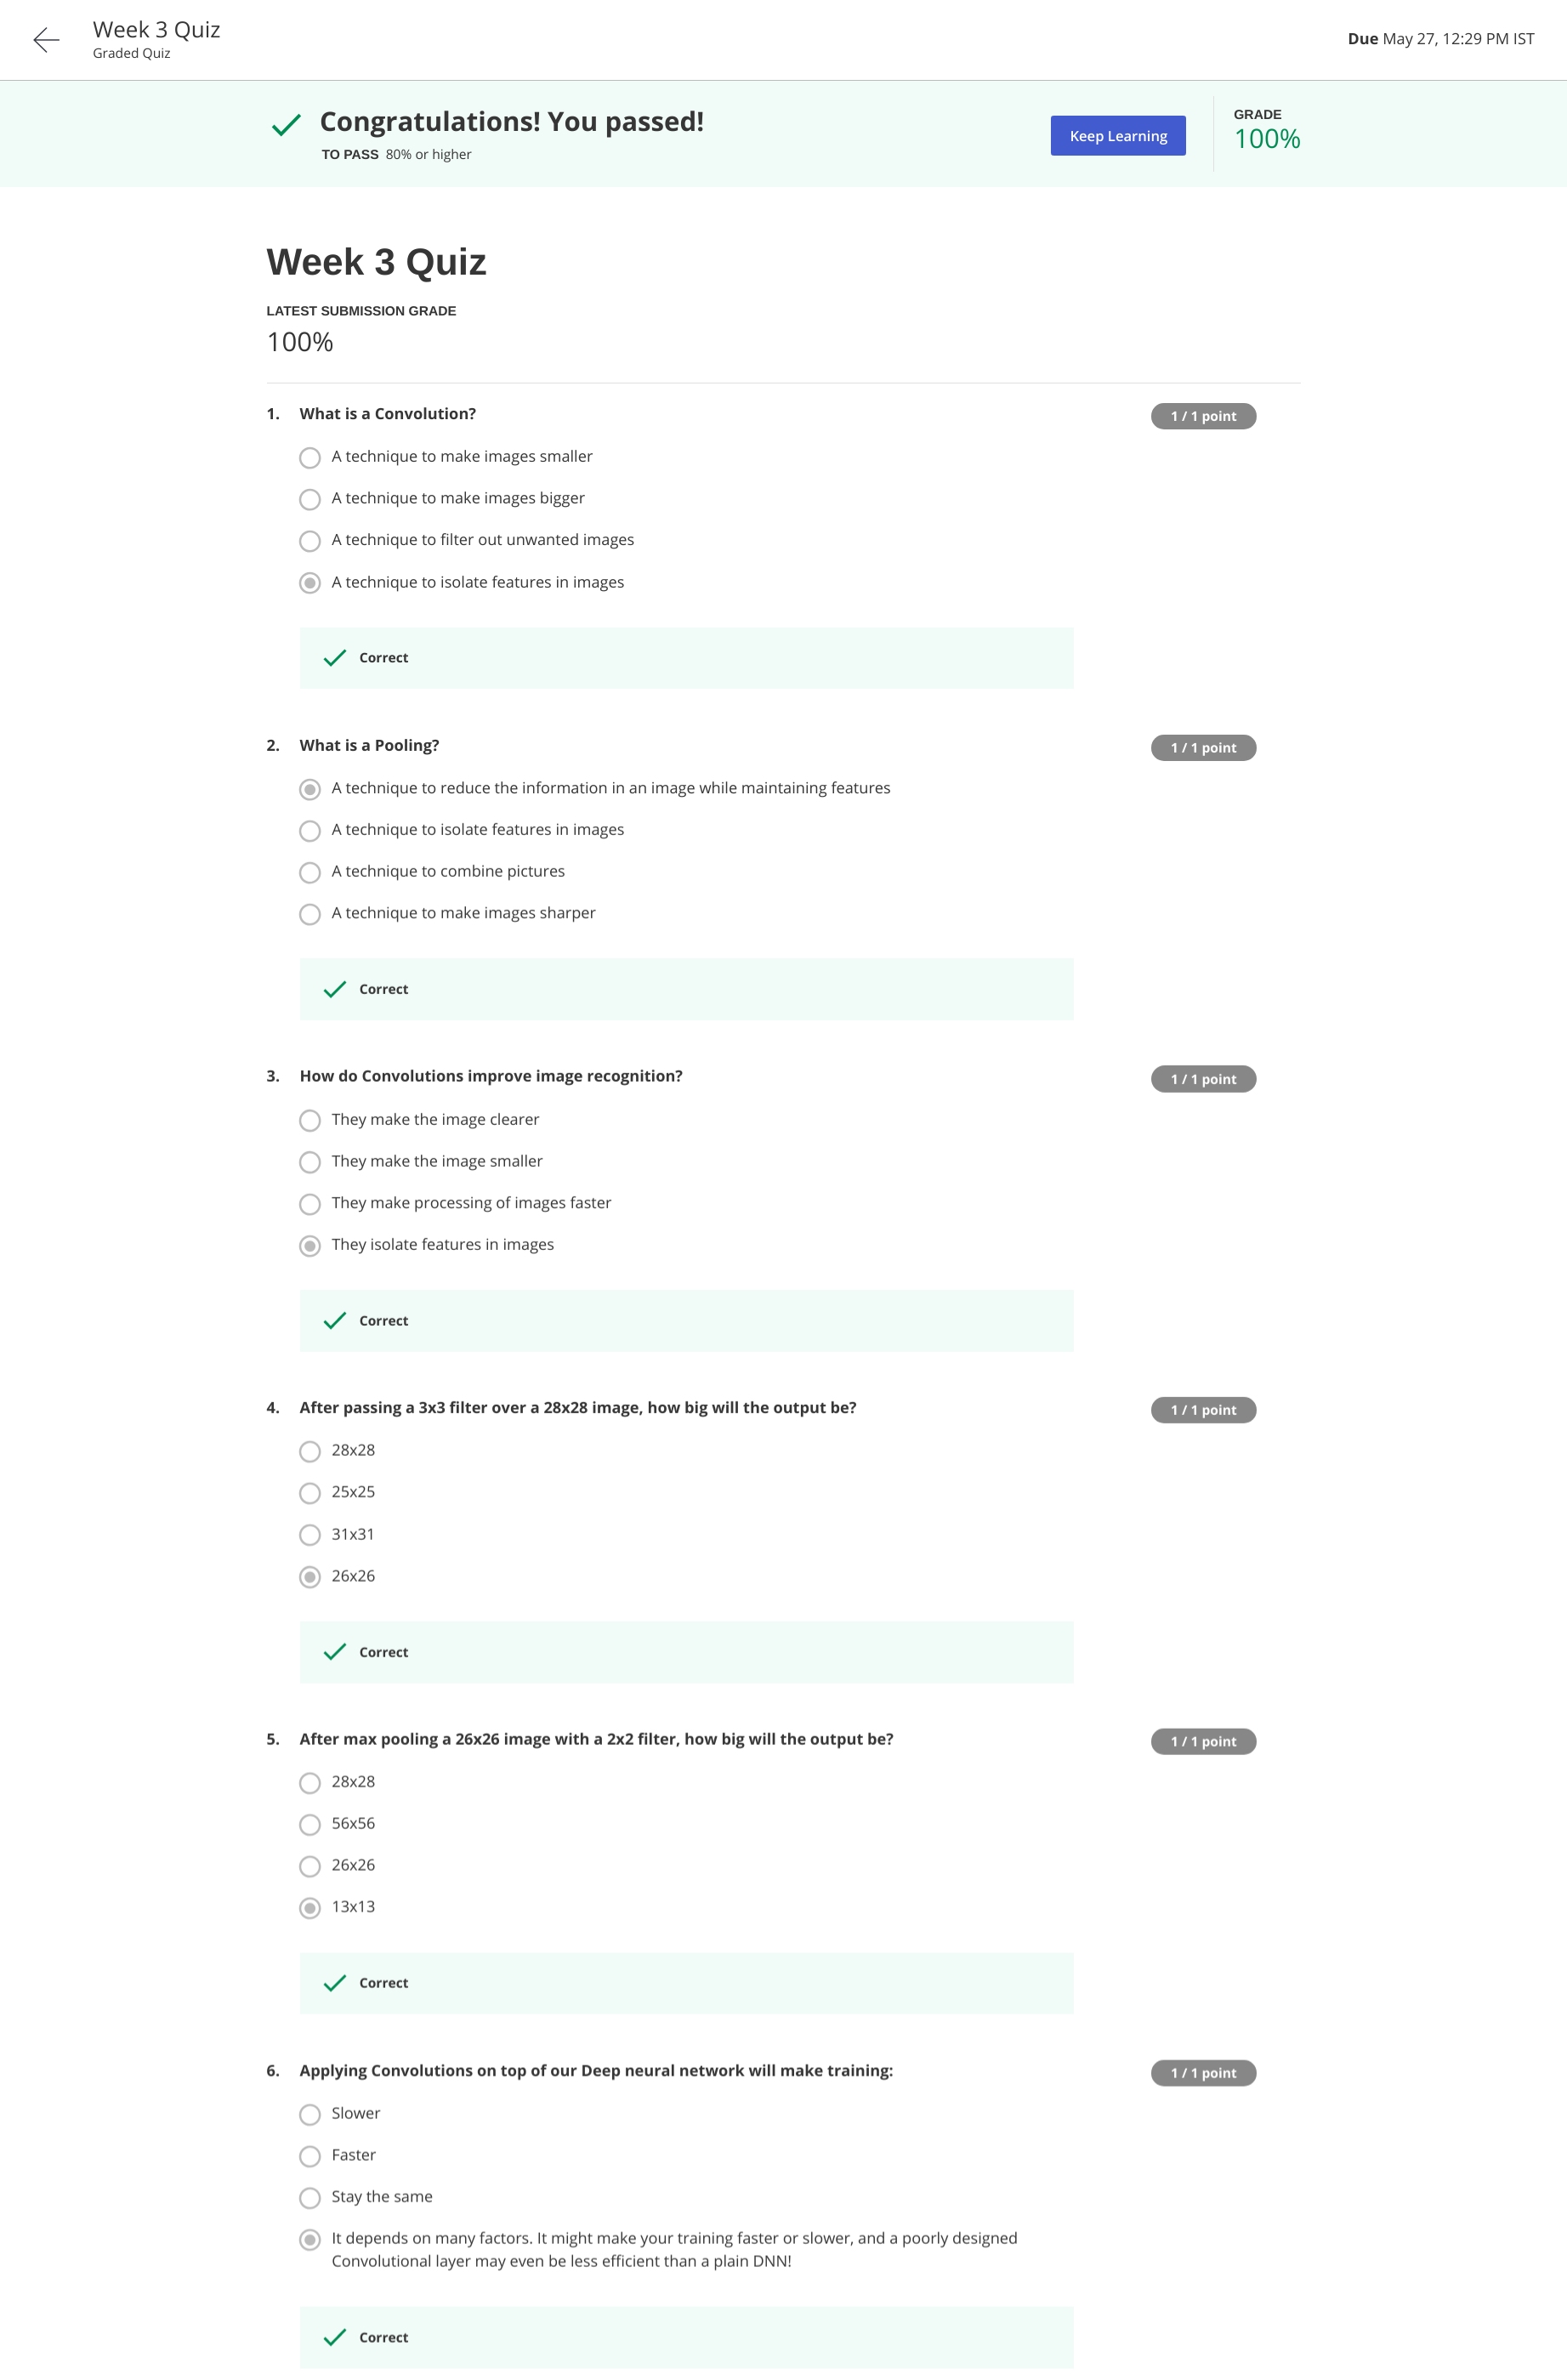 Week 3 Quiz
Graded Quiz
Due May 27, 12:29 PM IST
Congratulations! You passed!
TO PASS 80% or higher
Keep Learning
GRADE
100%
Week 3 Quiz
LATEST SUBMISSION GRADE
100%
1. What is a Convolution?
1 / 1 point
A technique to make images smaller
A technique to make images bigger
A technique to filter out unwanted images
A technique to isolate features in images
Correct
2. What is a Pooling?
1 / 1 point
A technique to reduce the information in an image while maintaining features
A technique to isolate features in images
A technique to combine pictures
A technique to make images sharper
Correct
3. How do Convolutions improve image recognition?
1 / 1 point
They make the image clearer
They make the image smaller
They make processing of images faster
They isolate features in images
Correct
4. After passing a 3x3 filter over a 28x28 image, how big will the output be?
1 / 1 point
28x28
25x25
31x31
26x26
Correct
5. After max pooling a 26x26 image with a 2x2 filter, how big will the output be?
1 / 1 point
28x28
56x56
26x26
13x13
Correct
6. Applying Convolutions on top of our Deep neural network will make training:
1 / 1 point
Slower
Faster
Stay the same
It depends on many factors. It might make your training faster or slower, and a poorly designed
Convolutional layer may even be less efficient than a plain DNN!
Correct